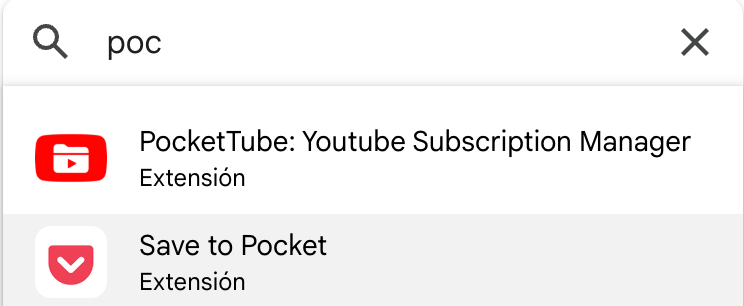 poc
PocketTube: Youtube Subscription Manager
Extensión
Save to Pocket
Extensión